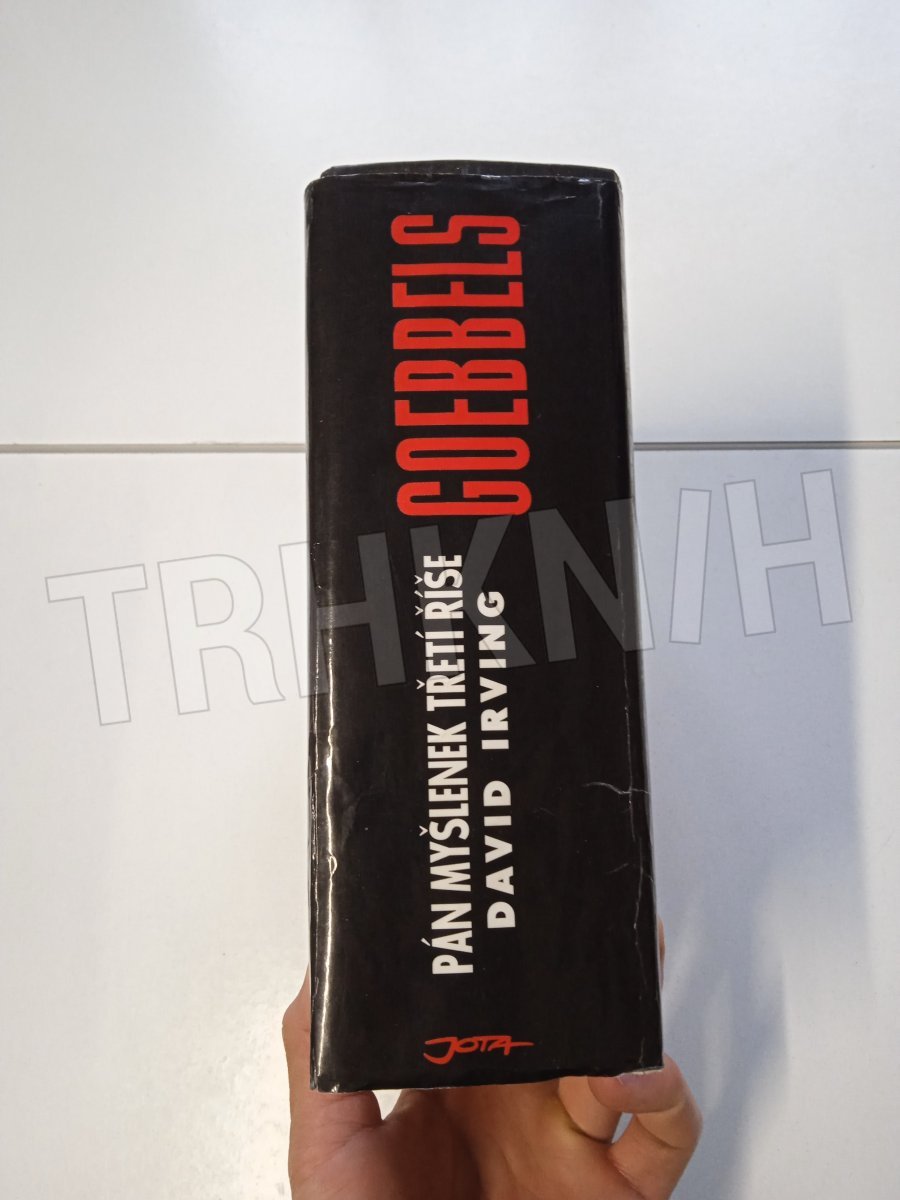 GOEBBELS
PÁN MYŠLENEK TŘETÍ ŘÍŠE
DAVID IRVING
JOTA
TRHKNIH